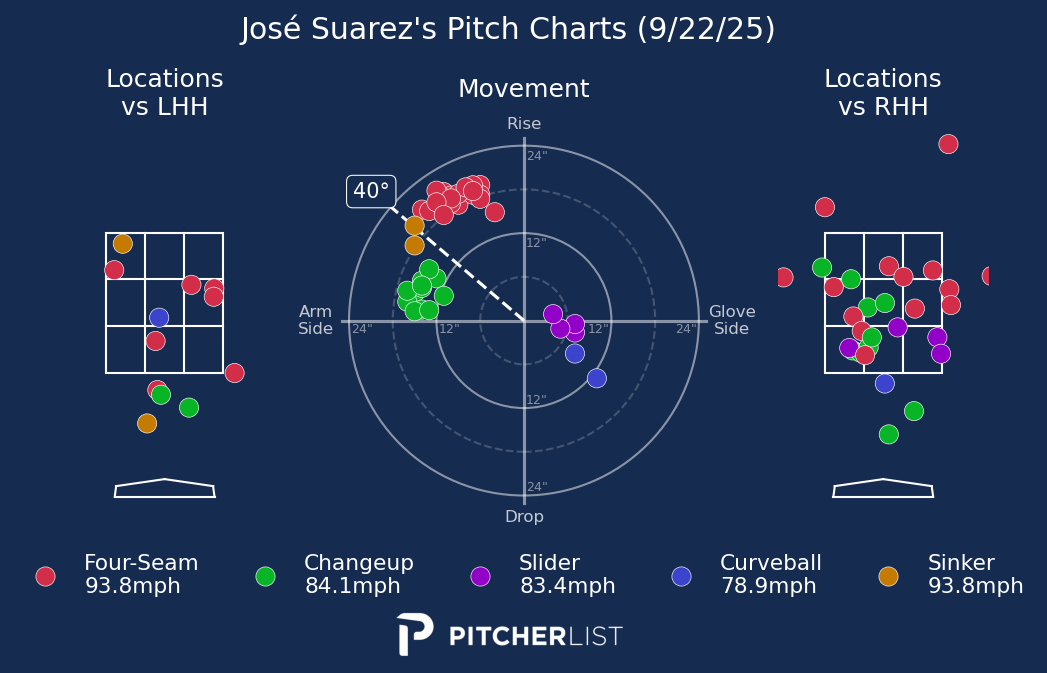 José Suarez's Pitch Charts (9/22/25)
Locations
vs LHH
Movement
Locations
vs RHH
Rise
24"
40°
12"
Arm
Side
24"
12"
12"
24"
Glove
Side
12"
24"
Drop
Four-Seam
93.8mph
Changeup
84.1mph
Slider
83.4mph
Curveball
78.9mph
Sinker
93.8mph
PITCHERLIST